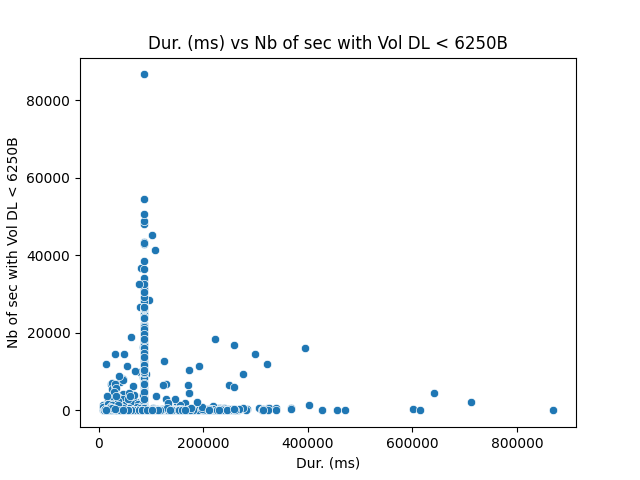 Dur. (ms) vs Nb of sec with Vol DL < 6250B
Nb of sec with Vol DL < 6250B
80000
60000
40000
20000
0
0 200000 400000 600000 800000
Dur. (ms)